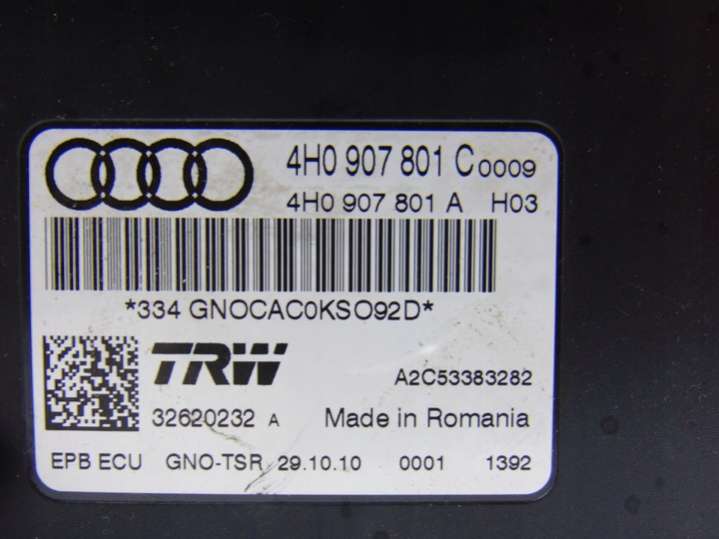 4H0 907 801 C 0009
4H0 907 801 A H03
*334 GNOCAC0KSO92D*
TRW A2C53383282
32620232 A Made in Romania
EPB ECU GNO-TSR 29.10.10 0001 1392